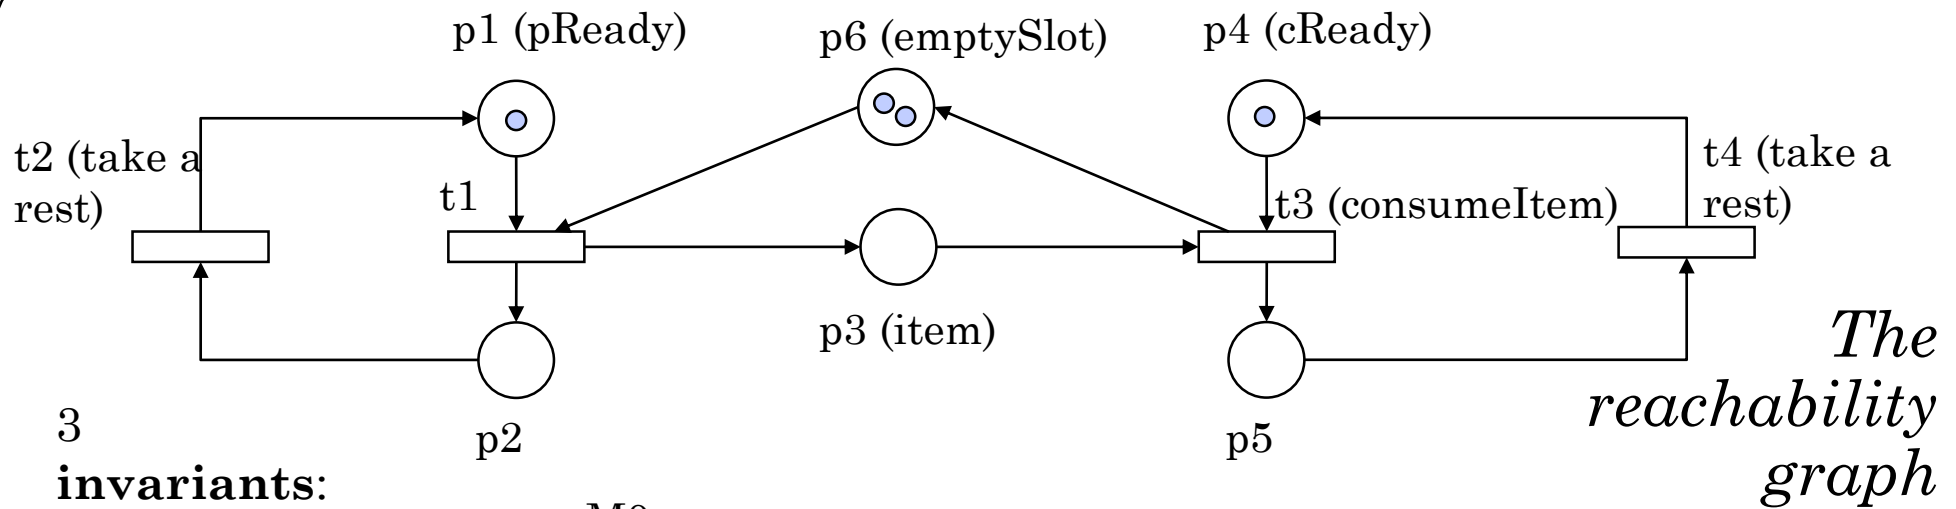 p1 (pReady)
p6 (emptySlot)
p4 (cReady)
t2 (take a
rest)
t1
t3 (consumeItem)
t4 (take a
rest)
p3 (item)
p2
p5
The
reachability
graph
3
invariants: